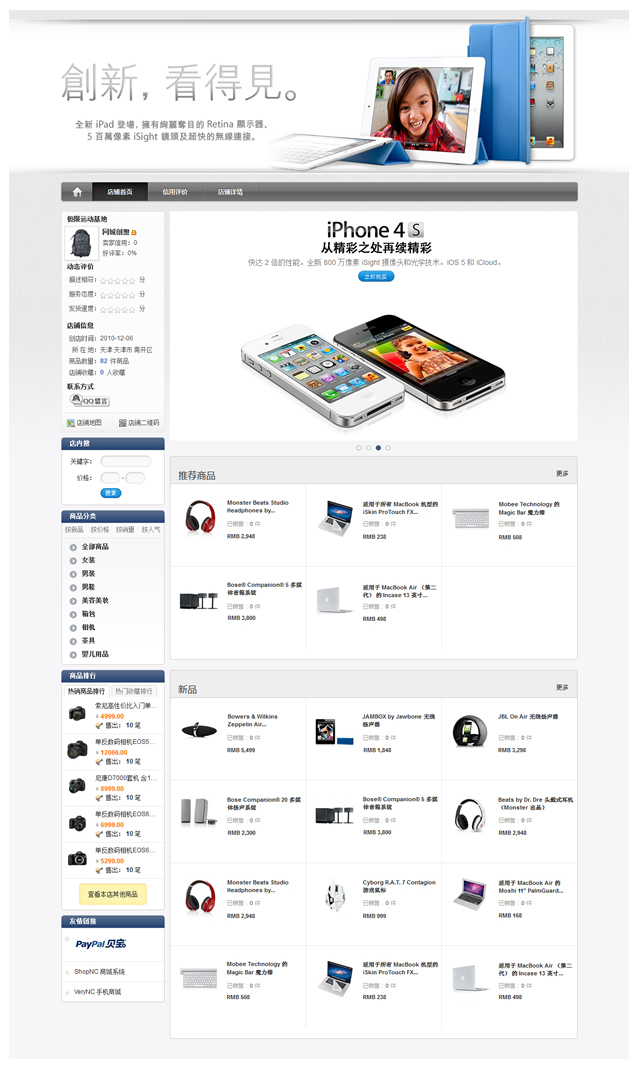 創新，看得見。
全新 iPad 登場，擁有絢麗奪目的 Retina 顯示器、
5 百萬像素 iSight 鏡頭及超快的無線連接。
店铺首页 信用评价 店铺详情
极限运动基地
网城创想
卖家信用：0
好评率：0%
动态评价
描述相符： 分
服务态度： 分
发货速度： 分
店铺信息
创店时间：2010-12-06
所 在 地：天津 天津市 南开区
商品数量：82 件商品
店铺收藏：0 人收藏
联系方式
QQ留言
店铺地图 店铺二维码
iPhone 4S
从精彩之处再续精彩
快达 2 倍的性能。全新 800 万像素 iSight 摄像头和光学技术。iOS 5 和 iCloud。
立即购买
店内搜
关键字：
价格： -
搜索
商品分类
按新品 按价格 按销量 按人气
全部商品
女装
男装
男鞋
美容美妆
箱包
相机
茶具
婴儿用品
商品排行
热销商品排行 热门收藏排行
索尼高性价比入门单...
¥ 4999.00
售出：10 笔
单反数码相机EOS5...
¥ 12066.00
售出：10 笔
尼康D7000套机 含1...
¥ 8999.00
售出：10 笔
单反数码相机EOS6...
¥ 6999.00
售出：10 笔
单反数码相机EOS6...
¥ 5299.00
售出：10 笔
查看本店其他商品
友情链接
PayPal 贝宝
ShopNC 商城系统
VeryNC 手机商城
推荐商品 更多
Monster Beats Studio
Headphones by...
已销售：0 件
RMB 2,948
适用于所有 MacBook 机型的
iSkin ProTouch FX...
已销售：0 件
RMB 238
Mobee Technology 的
Magic Bar 魔力棒
已销售：0 件
RMB 508
Bose® Companion® 5 多媒
体音箱系统
已销售：0 件
RMB 3,800
适用于 MacBook Air （第二
代） 的 Incase 13 英寸...
已销售：0 件
RMB 498
新品 更多
Bowers & Wilkins
Zeppelin Air...
已销售：0 件
RMB 5,499
JAMBOX by Jawbone 无线
扬声器
已销售：0 件
RMB 1,848
JBL On Air 无线扬声器
已销售：0 件
RMB 3,298
Bose Companion® 20 多媒
体扬声系统
已销售：0 件
RMB 2,300
Bose® Companion® 5 多媒
体音箱系统
已销售：0 件
RMB 3,800
Beats by Dr. Dre 头戴式耳机
（Monster 出品）
已销售：0 件
RMB 2,948
Monster Beats Studio
Headphones by...
已销售：0 件
RMB 2,948
Cyborg R.A.T. 7 Contagion
游戏鼠标
已销售：0 件
RMB 999
适用于 MacBook Air 的
Moshi 11" PalmGuard...
已销售：0 件
RMB 168
Mobee Technology 的
Magic Bar 魔力棒
已销售：0 件
RMB 508
适用于所有 MacBook 机型的
iSkin ProTouch FX...
已销售：0 件
RMB 238
适用于 MacBook Air （第二
代） 的 Incase 13 英寸...
已销售：0 件
RMB 498